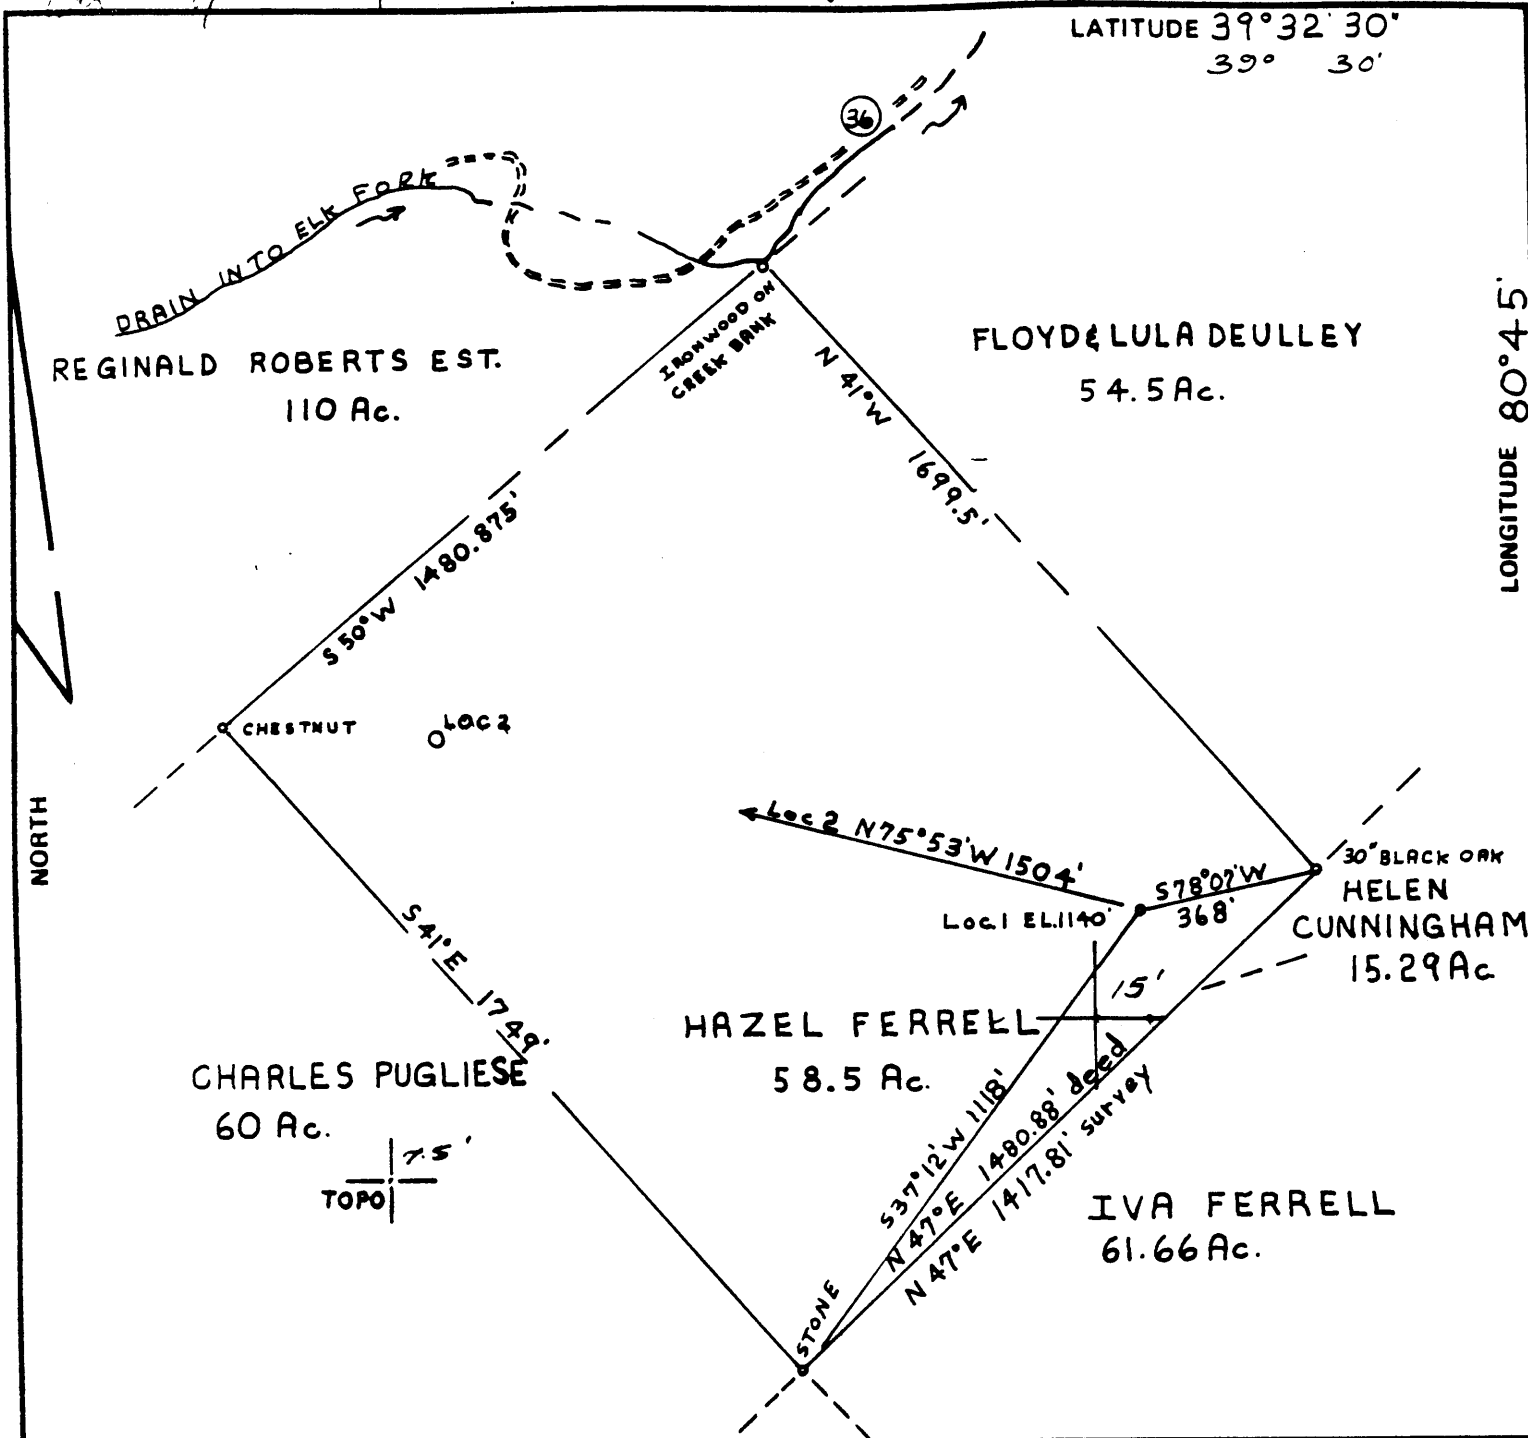 LATITUDE 39°32'30"
39° 30'
36
DRAIN INTO ELK FORK
REGINALD ROBERTS EST.
110 Ac.
IRONWOOD ON
CREEK BANK
FLOYD & LULA DEULLEY
54.5 Ac.
LONGITUDE 80°45'
N 41°W 1699.5'
S 50°W 1480.875'
CHESTNUT
LOC 2
NORTH
Loc 2 N75°53'W 1504'
S78°07'W
368'
30" BLACK OAK
HELEN
CUNNINGHAM
15.29 Ac
Loc.1 EL.1140'
15'
S 41°E 1749'
HAZEL FERRELL
58.5 Ac.
CHARLES PUGLIESE
60 Ac.
7.5'
TOPO
S37°12'W 1118'
N 47°E 1480.88' deed
N 47°E 1417.81' survey
STONE
IVA FERRELL
61.66 Ac.